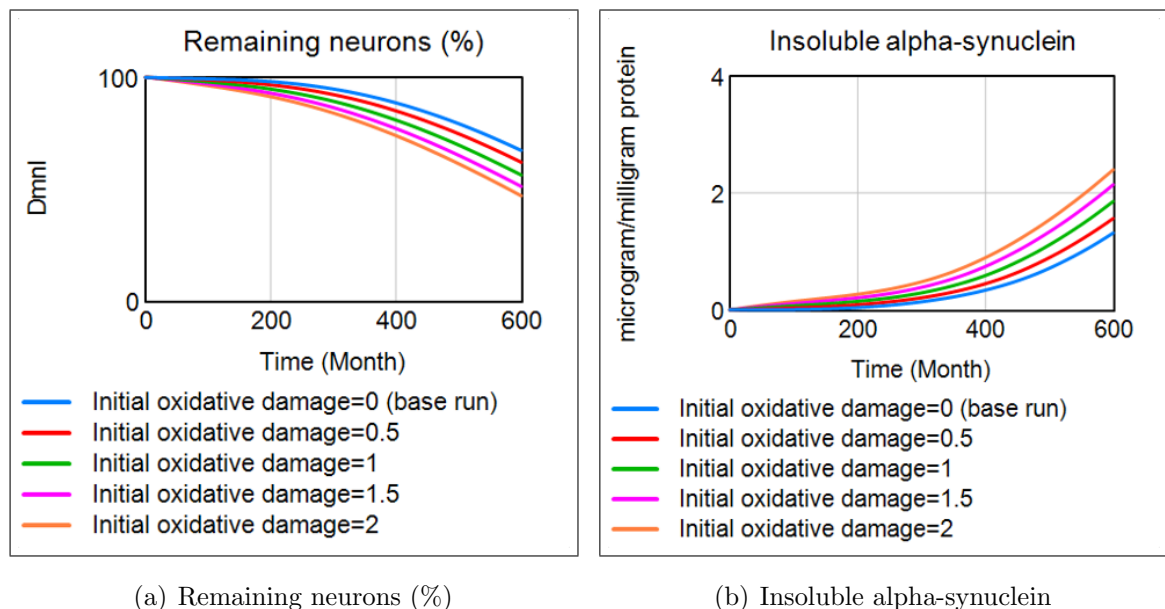 Remaining neurons (%)
100
0
Dmnl
0 200 400 600
Time (Month)
Initial oxidative damage=0 (base run)
Initial oxidative damage=0.5
Initial oxidative damage=1
Initial oxidative damage=1.5
Initial oxidative damage=2
(a) Remaining neurons (%)
Insoluble alpha-synuclein
4
2
0
microgram/milligram protein
0 200 400 600
Time (Month)
Initial oxidative damage=0 (base run)
Initial oxidative damage=0.5
Initial oxidative damage=1
Initial oxidative damage=1.5
Initial oxidative damage=2
(b) Insoluble alpha-synuclein